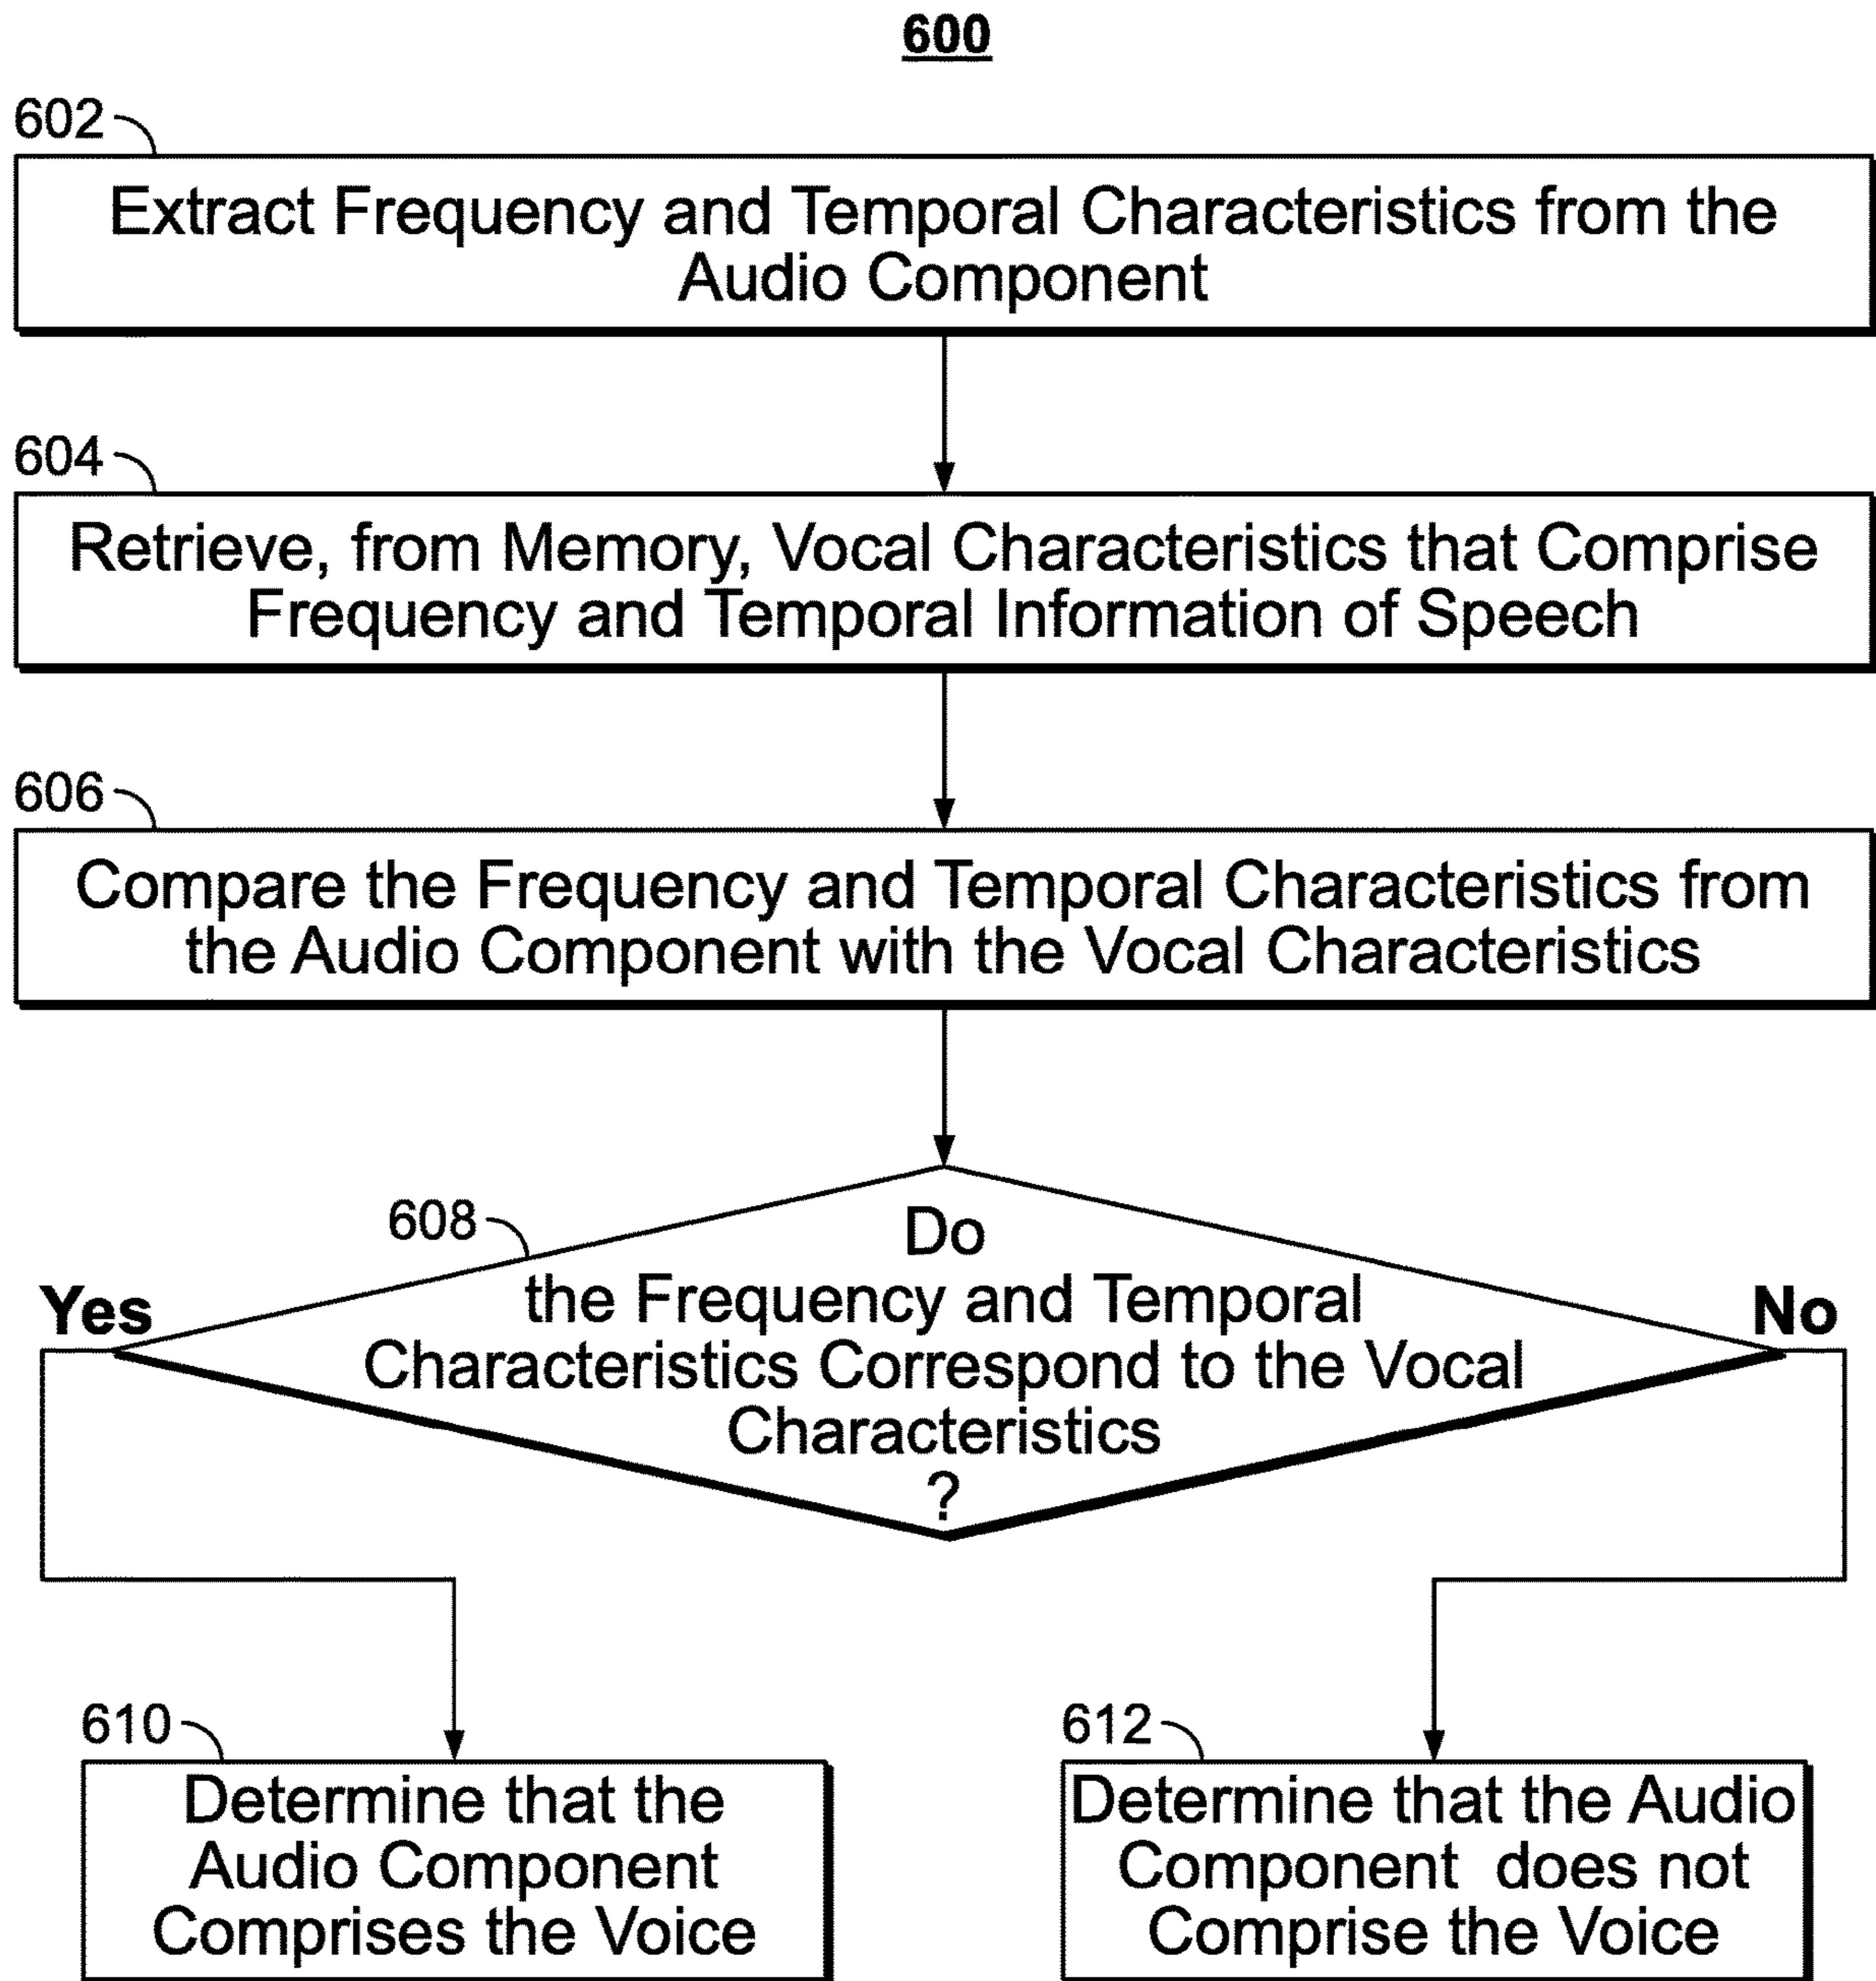 600
602
Extract Frequency and Temporal Characteristics from the
Audio Component
604
Retrieve, from Memory, Vocal Characteristics that Comprise
Frequency and Temporal Information of Speech
606
Compare the Frequency and Temporal Characteristics from
the Audio Component with the Vocal Characteristics
608
Do
the Frequency and Temporal
Characteristics Correspond to the Vocal
Characteristics
?
Yes
No
610
Determine that the
Audio Component
Comprises the Voice
612
Determine that the Audio
Component does not
Comprise the Voice